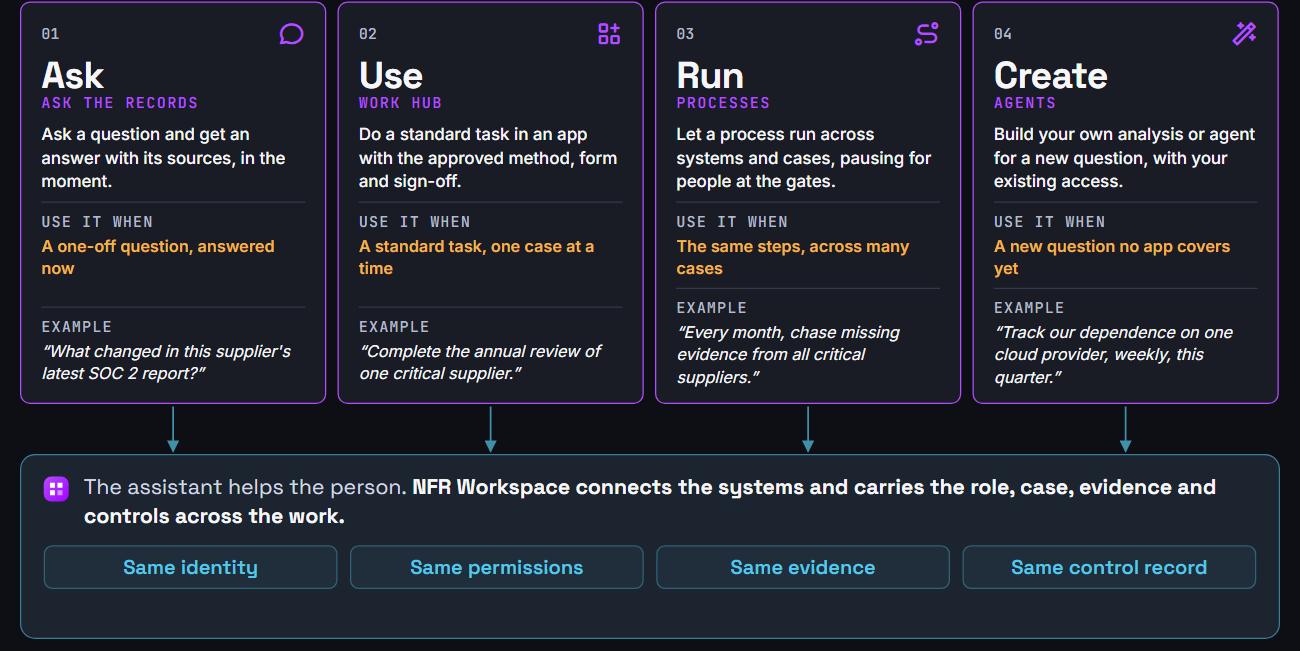 01
Ask
ASK THE RECORDS
Ask a question and get an
answer with its sources, in the
moment.
USE IT WHEN
A one-off question, answered
now
EXAMPLE
“What changed in this supplier's
latest SOC 2 report?”
02
Use
WORK HUB
Do a standard task in an app
with the approved method, form
and sign-off.
USE IT WHEN
A standard task, one case at a
time
EXAMPLE
“Complete the annual review of
one critical supplier.”
03
Run
PROCESSES
Let a process run across
systems and cases, pausing for
people at the gates.
USE IT WHEN
The same steps, across many
cases
EXAMPLE
“Every month, chase missing
evidence from all critical
suppliers.”
04
Create
AGENTS
Build your own analysis or agent
for a new question, with your
existing access.
USE IT WHEN
A new question no app covers
yet
EXAMPLE
“Track our dependence on one
cloud provider, weekly, this
quarter.”
The assistant helps the person. NFR Workspace connects the systems and carries the role, case, evidence and
controls across the work.
Same identity
Same permissions
Same evidence
Same control record